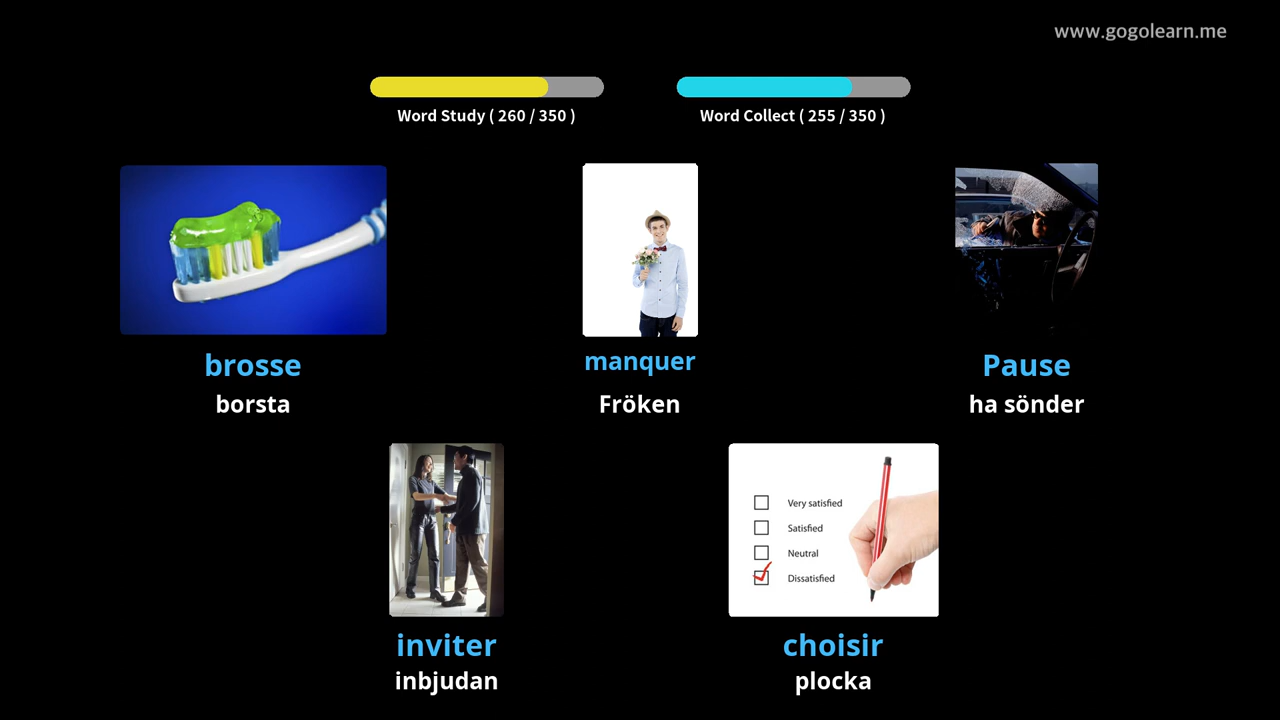 www.gogolearn.me
Word Study ( 260 / 350 )
Word Collect ( 255 / 350 )
brosse
borsta
manquer
Fröken
Pause
ha sönder
Very satisfied
Satisfied
Neutral
Dissatisfied
inviter
inbjudan
choisir
plocka